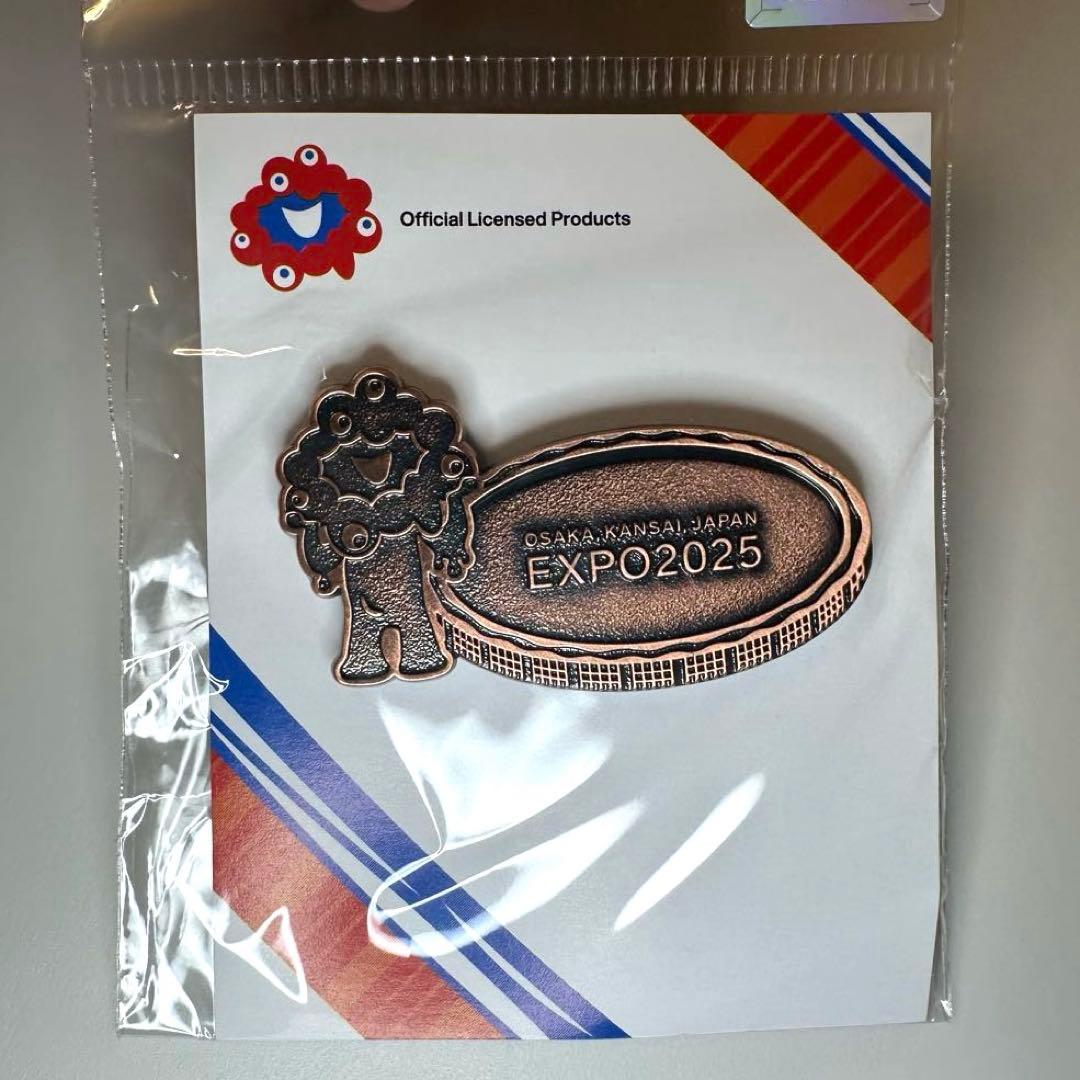 Official Licensed Products
OSAKA, KANSAI, JAPAN
EXPO2025